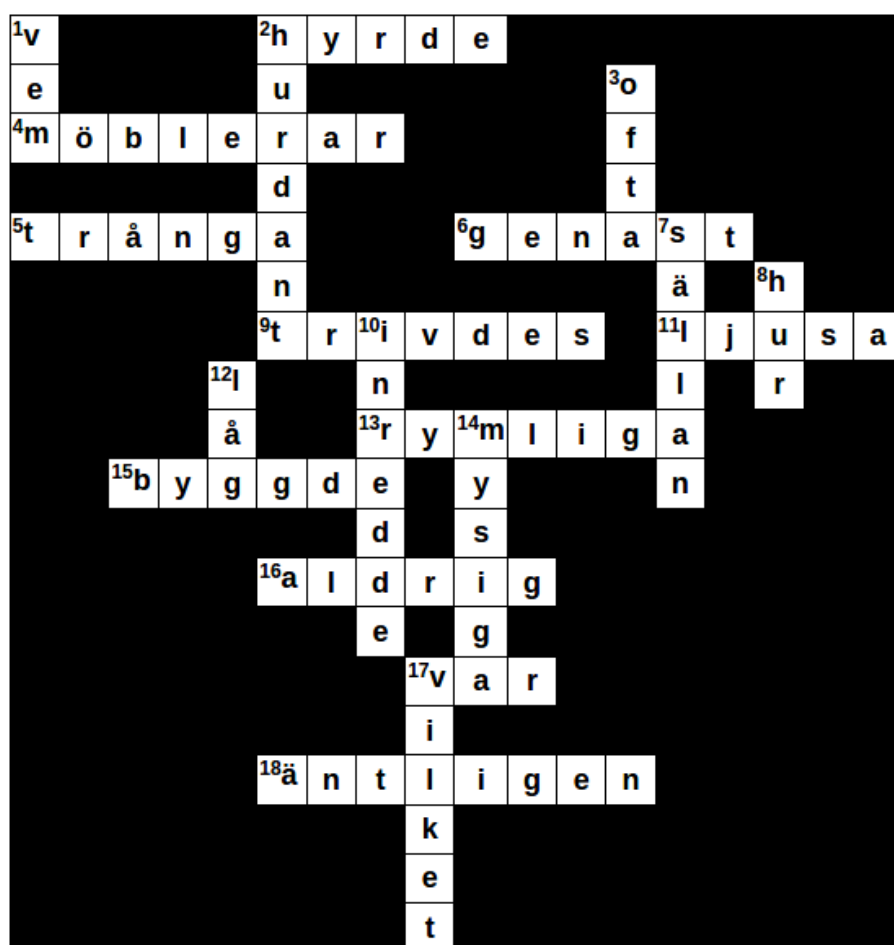 1v 2h y r d e
e u 3o
4m ö b l e r a r f
d t
5t r å n g a 6g e n a 7s t
n ä 8h
9t r 10i v d e s 11l j u s a
12l n l r
å 13r y 14m l i g a
15b y g g d e y n
d s
16a l d r i g
e g
17v a r
i
18ä n t l i g e n
k
e
t